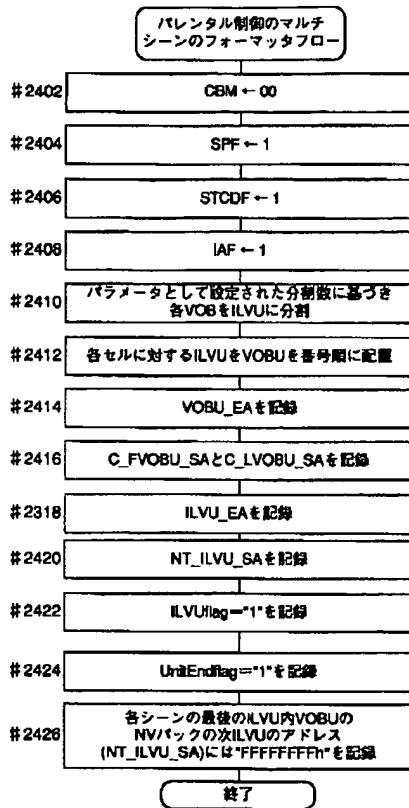 パレンタル制御のマルチ
シーンのフォーマッタフロー
#2402 CBM ← 00
#2404 SPF ← 1
#2406 STCDF ← 1
#2408 IAF ← 1
#2410 パラメータとして設定された分割数に基づき
各VOBをILVUに分割
#2412 各セルに対するILVUをVOBUを番号順に配置
#2414 VOBU_EAを記録
#2416 C_FVOBU_SAとC_LVOBU_SAを記録
#2318 ILVU_EAを記録
#2420 NT_ILVU_SAを記録
#2422 ILVUflag="1"を記録
#2424 UnitEndflag="1"を記録
#2426 各シーンの最後のILVU内VOBUの
NVパックの次ILVUのアドレス
(NT_ILVU_SA)には"FFFFFFFFh"を記録
終了